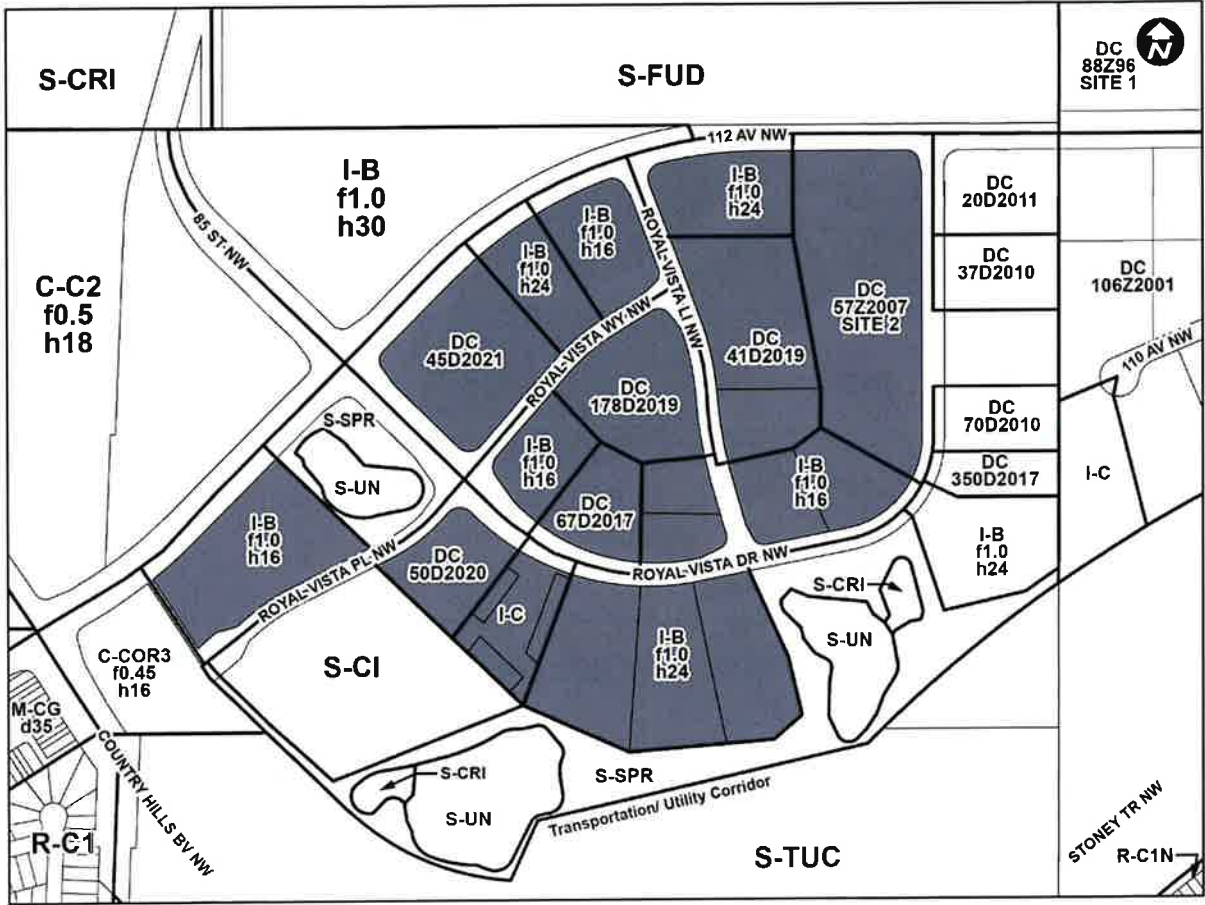 S-CRI
S-FUD
DC
88Z96
SITE 1
N
112 AV NW
I-B
f1.0
h30
85 ST NW
C-C2
f0.5
h18
I-B
f1.0
h24
I-B
f1.0
h16
I-B
f1.0
h24
ROYAL VISTA LI NW
DC
20D2011
DC
37D2010
DC
106Z2001
DC
57Z2007
SITE 2
DC
45D2021
ROYAL VISTA WY NW
DC
41D2019
DC
178D2019
110 AV NW
S-SPR
S-UN
I-B
f1.0
h16
I-B
f1.0
h16
DC
70D2010
DC
350D2017
I-C
DC
67D2017
I-B
f1.0
h16
ROYAL VISTA PL NW
DC
50D2020
ROYAL VISTA DR NW
I-B
f1.0
h24
S-CRI
S-UN
I-C
I-B
f1.0
h24
C-COR3
f0.45
h16
S-CI
M-CG
d35
COUNTRY HILLS BV NW
S-CRI
S-UN
S-SPR
Transportation/ Utility Corridor
R-C1
S-TUC
STONEY TR NW
R-C1N